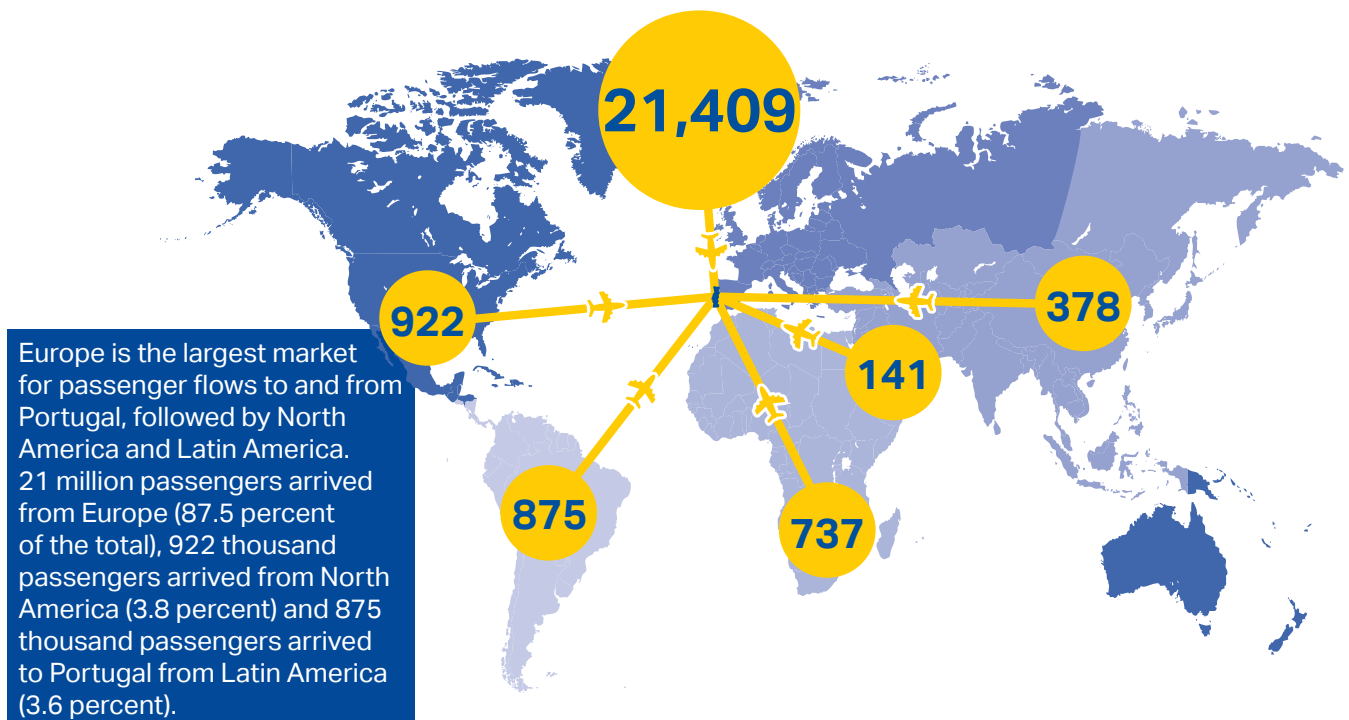 21,409
922
378
141
875
737
Europe is the largest market
for passenger flows to and from
Portugal, followed by North
America and Latin America.
21 million passengers arrived
from Europe (87.5 percent
of the total), 922 thousand
passengers arrived from North
America (3.8 percent) and 875
thousand passengers arrived
to Portugal from Latin America
(3.6 percent).